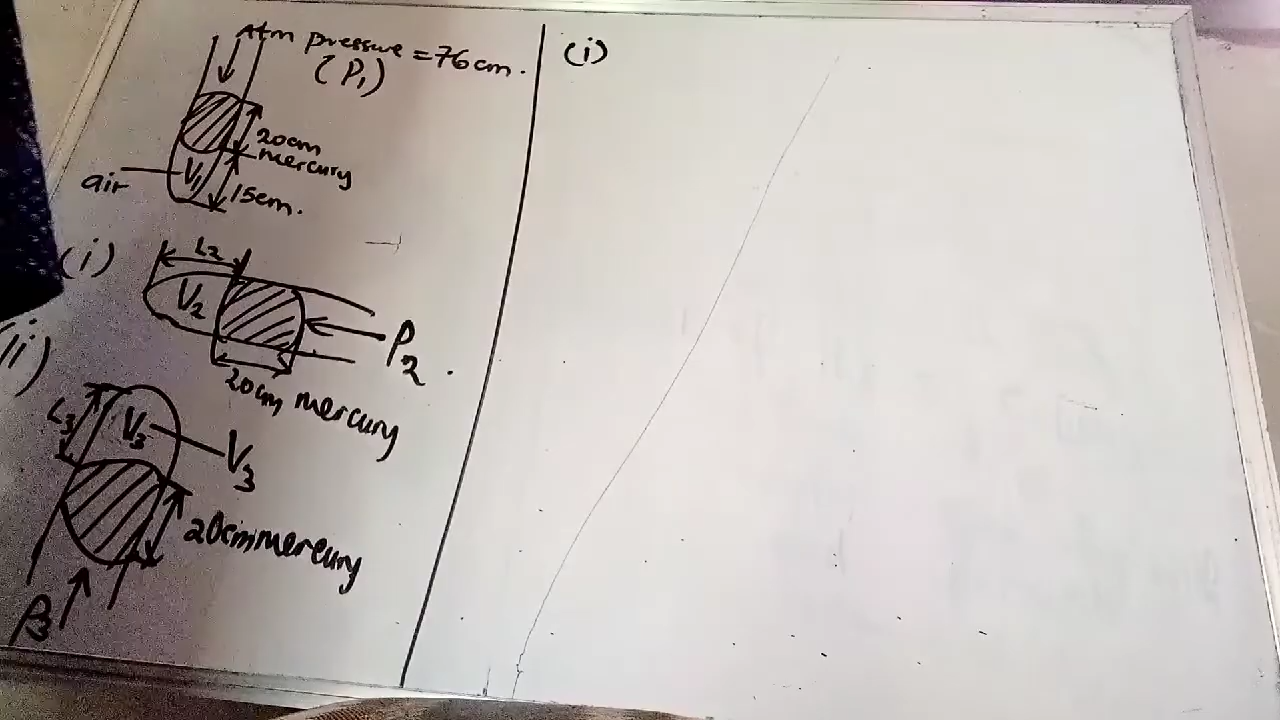 Atm pressure = 76cm.
(P1)
20cm
mercury
air
V1
15cm.
(i)
L2
V2
P2
20cm mercury
(ii)
L3
V3
V3
20cm mercury
P3
(i)